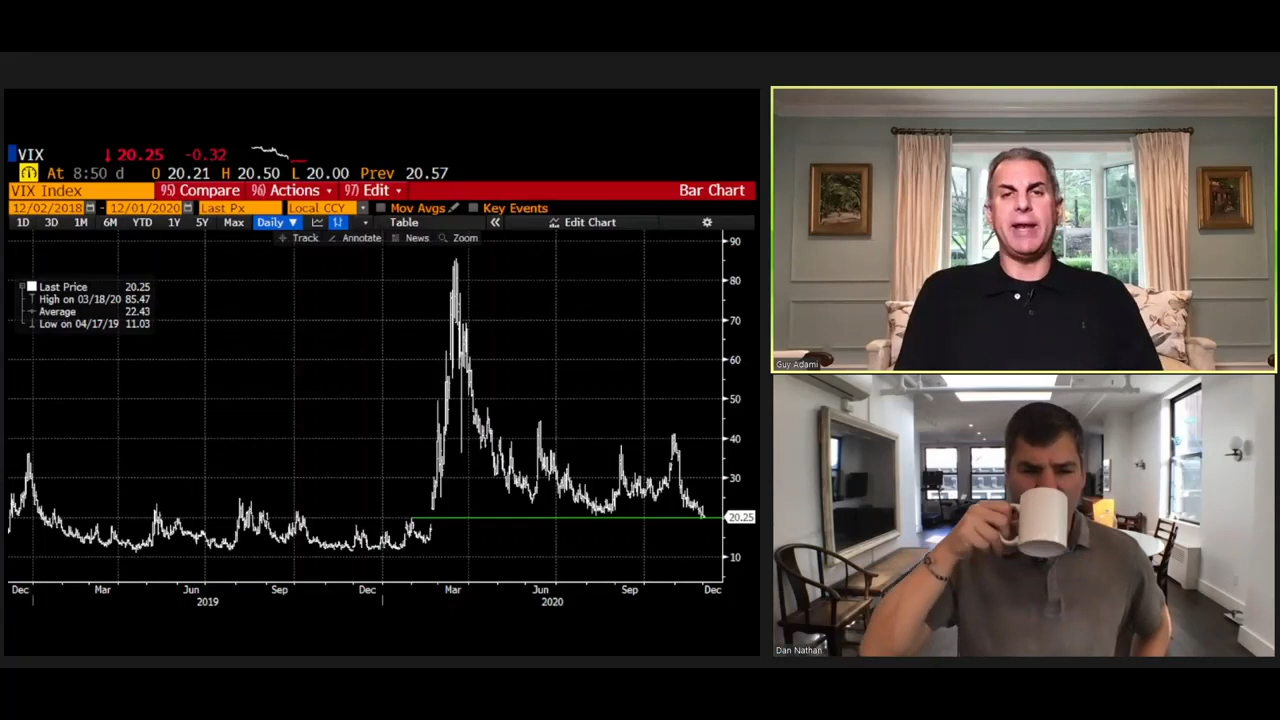 VIX ↓ 20.25 -0.32
At 8:50 d O 20.21 H 20.50 L 20.00 Prev 20.57
VIX Index 95) Compare 96) Actions 97) Edit Bar Chart
12/02/2018 - 12/01/2020 Last Px Local CCY Mov Avgs Key Events
1D 3D 1M 6M YTD 1Y 5Y Max Daily ▼ Table « Edit Chart
Track Annotate News Zoom
Last Price 20.25
High on 03/18/20 85.47
Average 22.43
Low on 04/17/19 11.03
90
80
70
60
50
40
30
20.25
10
Dec Mar Jun Sep Dec Mar Jun Sep Dec
2019 2020
Guy Adami
Dan Nathan